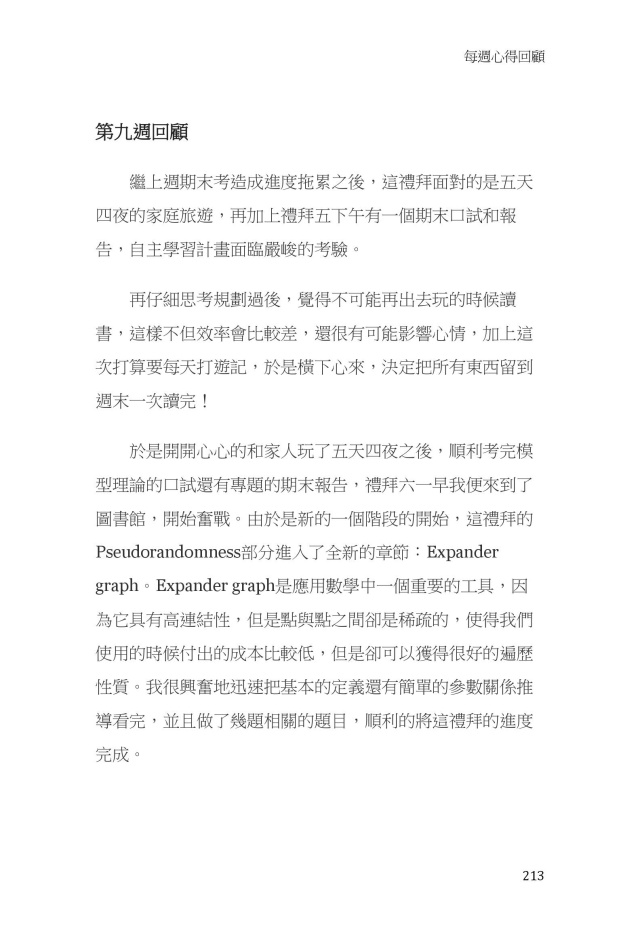 每週心得回顧
第九週回顧
繼上週期末考造成進度拖累之後，這禮拜面對的是五天
四夜的家庭旅遊，再加上禮拜五下午有一個期末口試和報
告，自主學習計畫面臨嚴峻的考驗。
再仔細思考規劃過後，覺得不可能再出去玩的時候讀
書，這樣不但效率會比較差，還很有可能影響心情，加上這
次打算要每天打遊記，於是橫下心來，決定把所有東西留到
週末一次讀完！
於是開開心心的和家人玩了五天四夜之後，順利考完模
型理論的口試還有專題的期末報告，禮拜六一早我便來到了
圖書館，開始奮戰。由於是新的一個階段的開始，這禮拜的
Pseudorandomness部分進入了全新的章節：Expander
graph。Expander graph是應用數學中一個重要的工具，因
為它具有高連結性，但是點與點之間卻是稀疏的，使得我們
使用的時候付出的成本比較低，但是卻可以獲得很好的遍歷
性質。我很興奮地迅速把基本的定義還有簡單的參數關係推
導看完，並且做了幾題相關的題目，順利的將這禮拜的進度
完成。
213